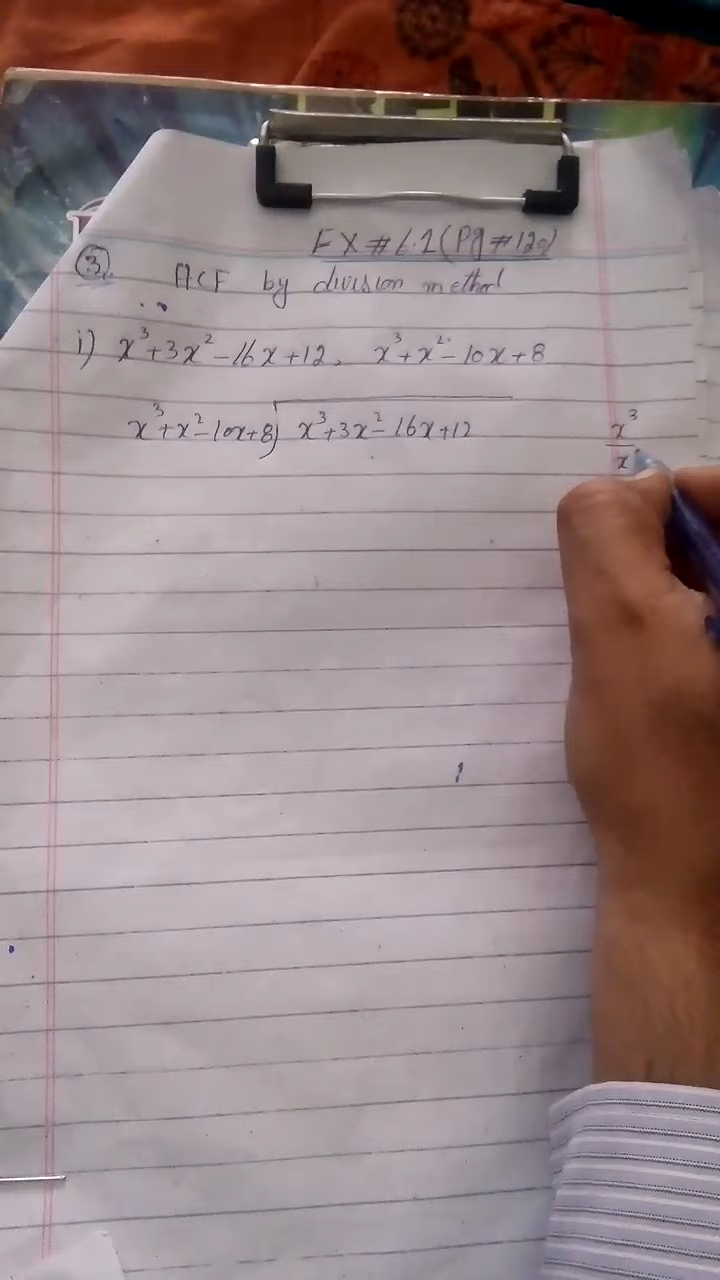 EX # 6.1 (Pg # 120)
3. HCF by division method
i) x³+3x²-16x+12, x³+x²-10x+8
x³+x²-10x+8) x³+3x²-16x+12
x³
x